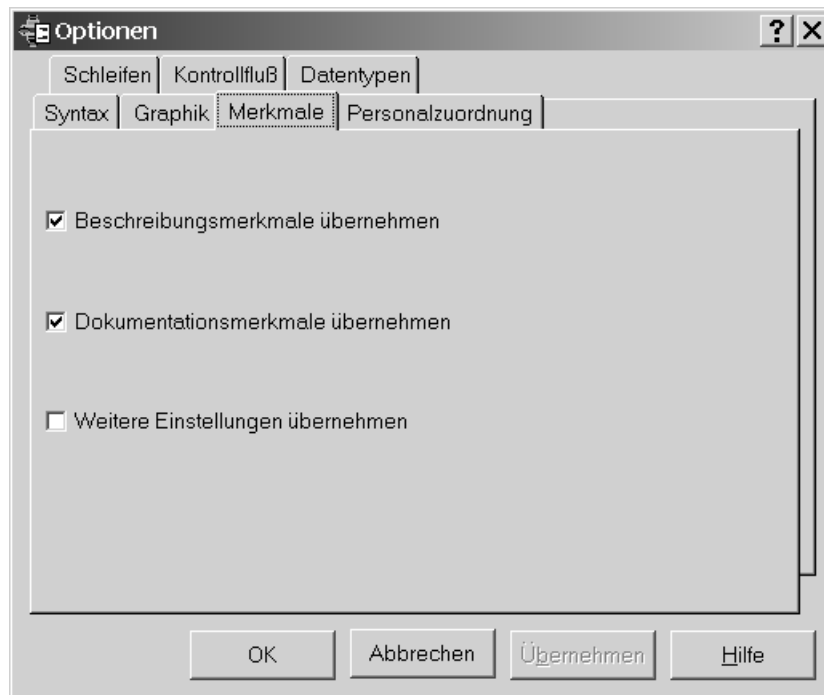 Optionen
Schleifen Kontrollfluß Datentypen
Syntax Graphik Merkmale Personalzuordnung
Beschreibungsmerkmale übernehmen
Dokumentationsmerkmale übernehmen
Weitere Einstellungen übernehmen
OK Abbrechen Übernehmen Hilfe